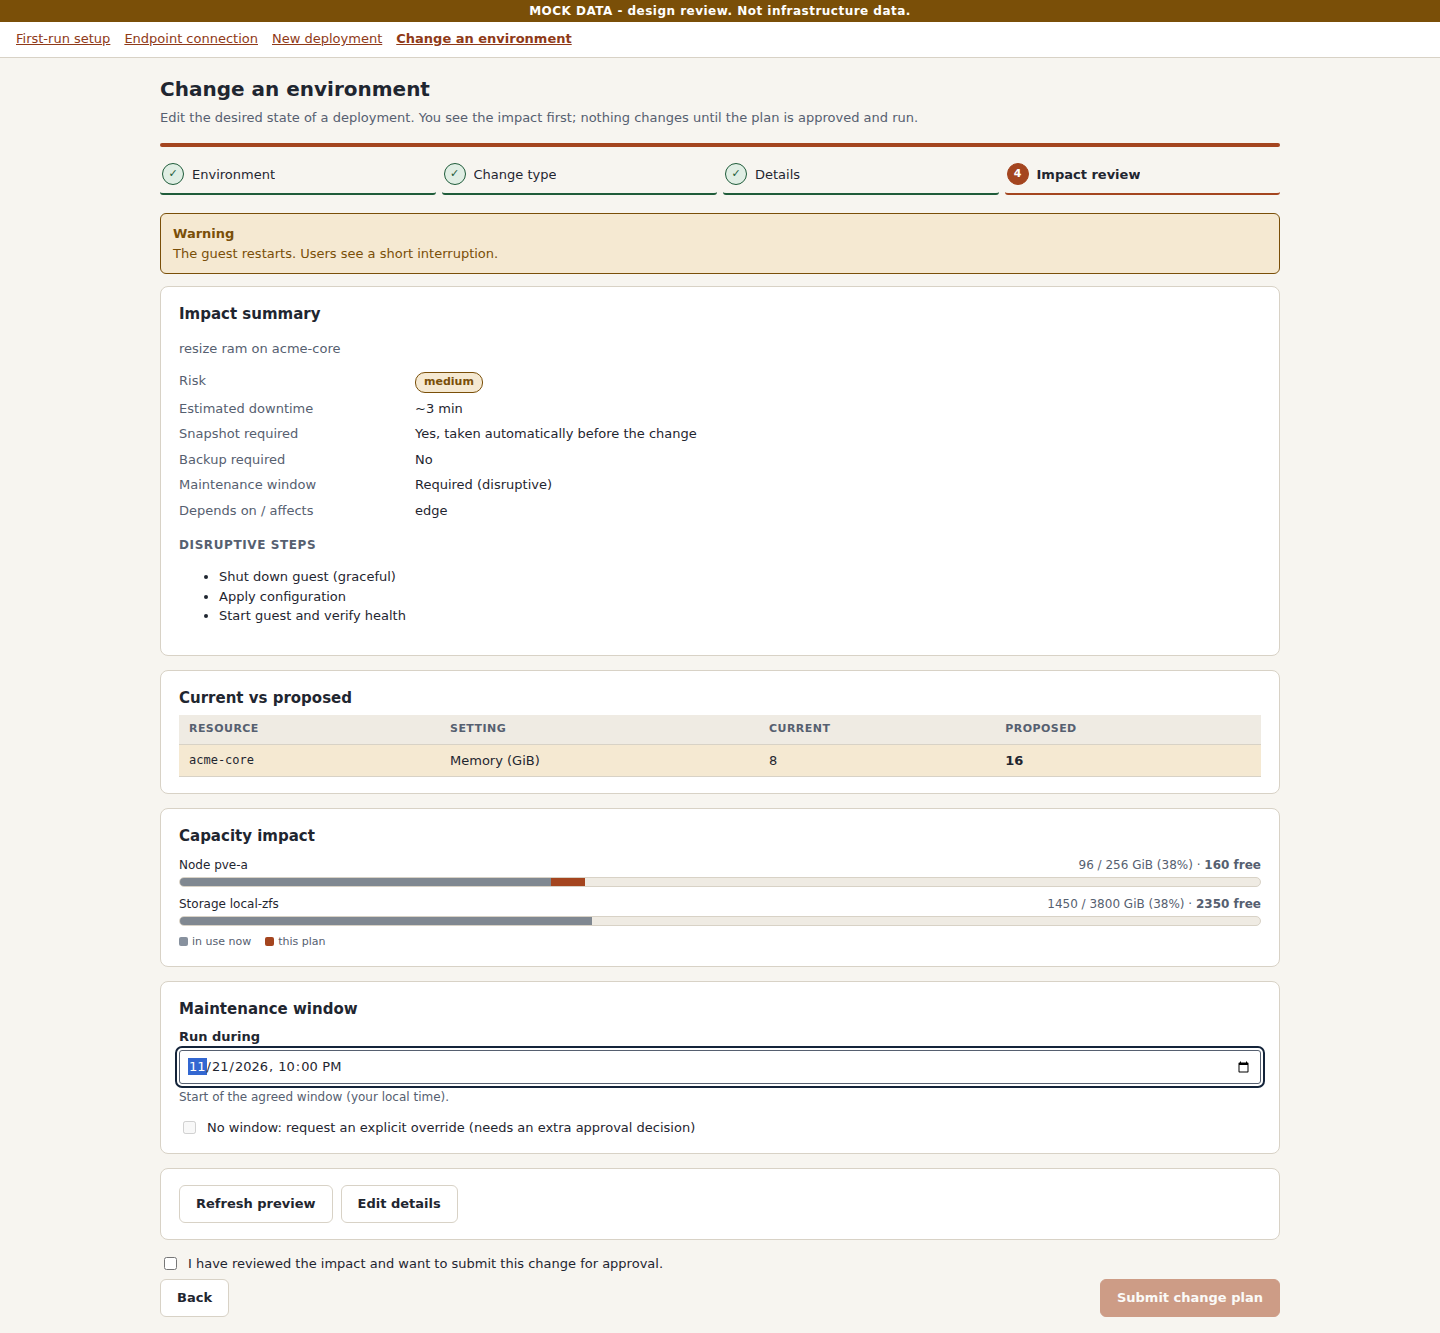 MOCK DATA - design review. Not infrastructure data.
First-run setup Endpoint connection New deployment Change an environment
Change an environment
Edit the desired state of a deployment. You see the impact first; nothing changes until the plan is approved and run.
✓ Environment ✓ Change type ✓ Details 4 Impact review
Warning
The guest restarts. Users see a short interruption.
Impact summary
resize ram on acme-core
Risk medium
Estimated downtime ~3 min
Snapshot required Yes, taken automatically before the change
Backup required No
Maintenance window Required (disruptive)
Depends on / affects edge
DISRUPTIVE STEPS
• Shut down guest (graceful)
• Apply configuration
• Start guest and verify health
Current vs proposed
RESOURCE SETTING CURRENT PROPOSED
acme-core Memory (GiB) 8 16
Capacity impact
Node pve-a 96 / 256 GiB (38%) · 160 free
Storage local-zfs 1450 / 3800 GiB (38%) · 2350 free
in use now this plan
Maintenance window
Run during
11/21/2026, 10:00 PM
Start of the agreed window (your local time).
No window: request an explicit override (needs an extra approval decision)
Refresh preview Edit details
I have reviewed the impact and want to submit this change for approval.
Back Submit change plan